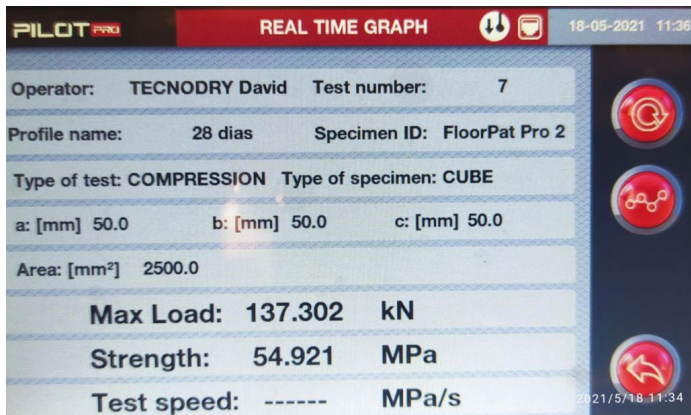 PILOT PRO REAL TIME GRAPH 18-05-2021 11:36
Operator: TECNODRY David Test number: 7
Profile name: 28 dias Specimen ID: FloorPat Pro 2
Type of test: COMPRESSION Type of specimen: CUBE
a: [mm] 50.0 b: [mm] 50.0 c: [mm] 50.0
Area: [mm²] 2500.0
Max Load: 137.302 kN
Strength: 54.921 MPa
Test speed: ------ MPa/s
2021/5/18 11:34